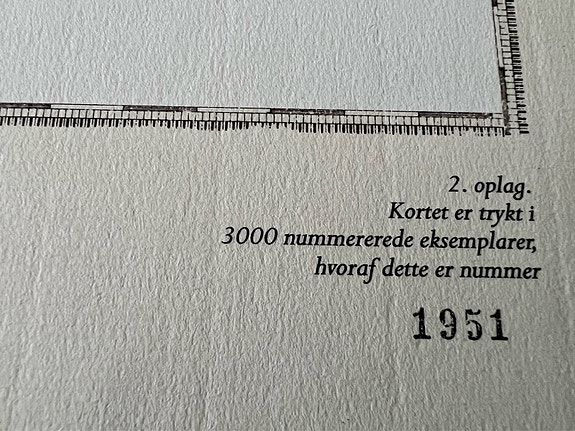 2. oplag.
Kortet er trykt i
3000 nummererede eksemplarer,
hvoraf dette er nummer
1951